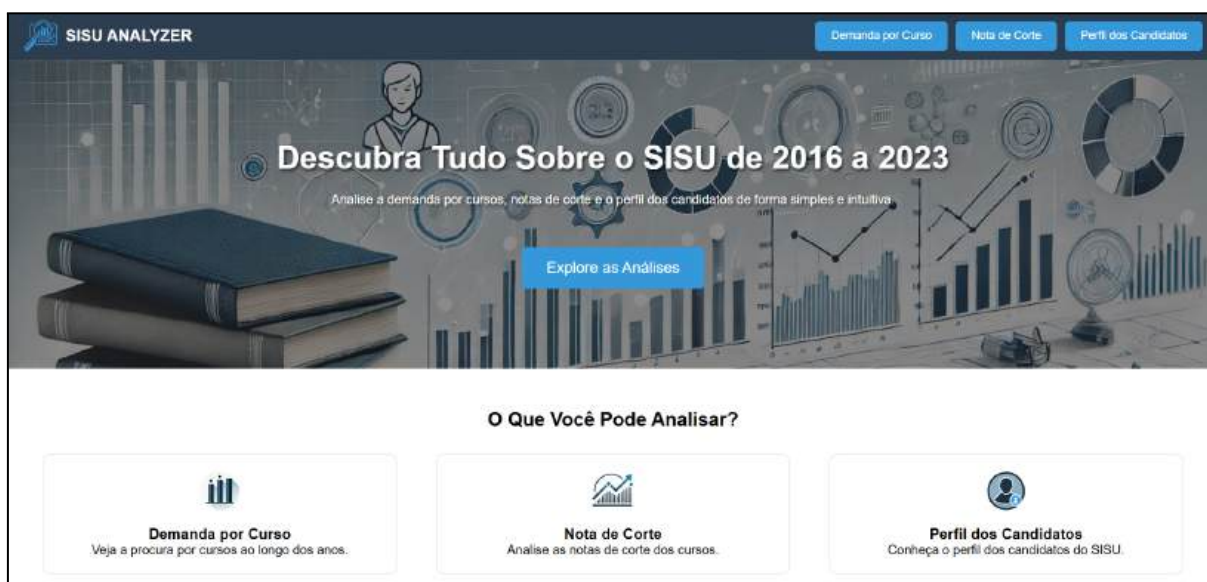 SISU ANALYZER
Demanda por Curso
Nota de Corte
Perfil dos Candidatos
Descubra Tudo Sobre o SISU de 2016 a 2023
Analise a demanda por cursos, notas de corte e o perfil dos candidatos de forma simples e intuitiva
Explore as Análises
O Que Você Pode Analisar?
Demanda por Curso
Veja a procura por cursos ao longo dos anos.
Nota de Corte
Analise as notas de corte dos cursos.
Perfil dos Candidatos
Conheça o perfil dos candidatos do SISU.